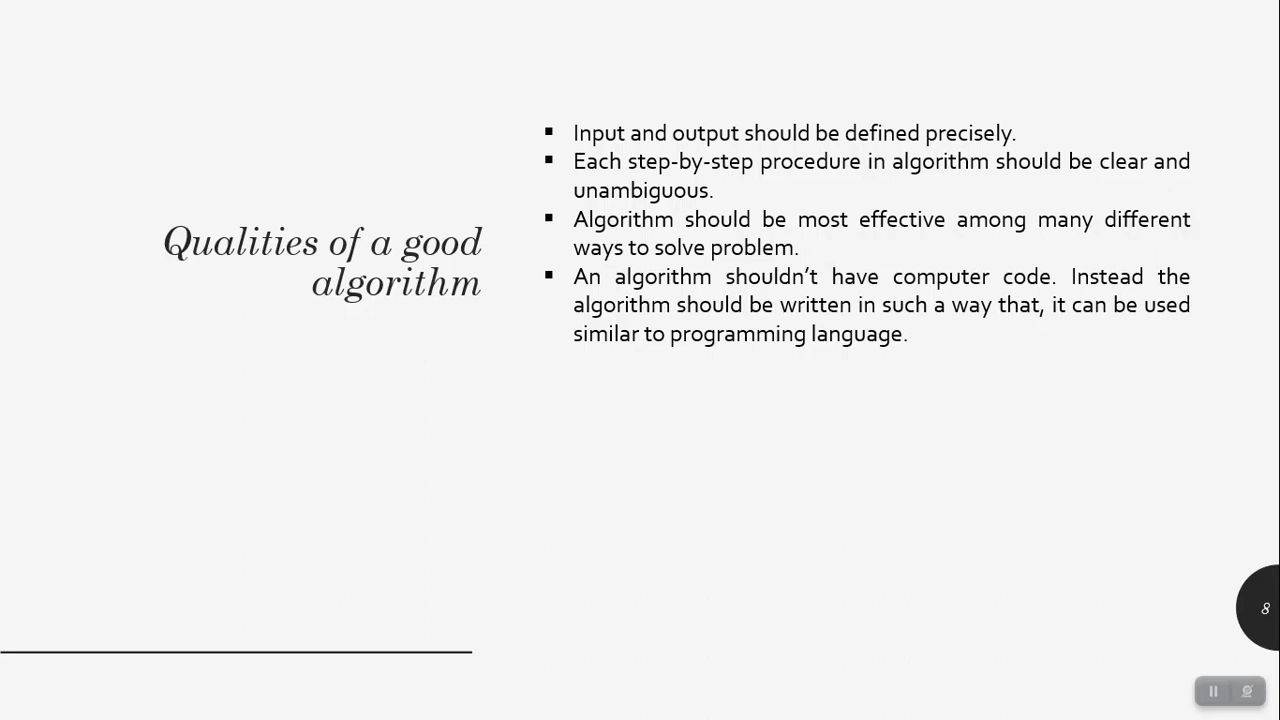 Qualities of a good
algorithm
▪ Input and output should be defined precisely.
▪ Each step-by-step procedure in algorithm should be clear and
unambiguous.
▪ Algorithm should be most effective among many different
ways to solve problem.
▪ An algorithm shouldn’t have computer code. Instead the
algorithm should be written in such a way that, it can be used
similar to programming language.
8